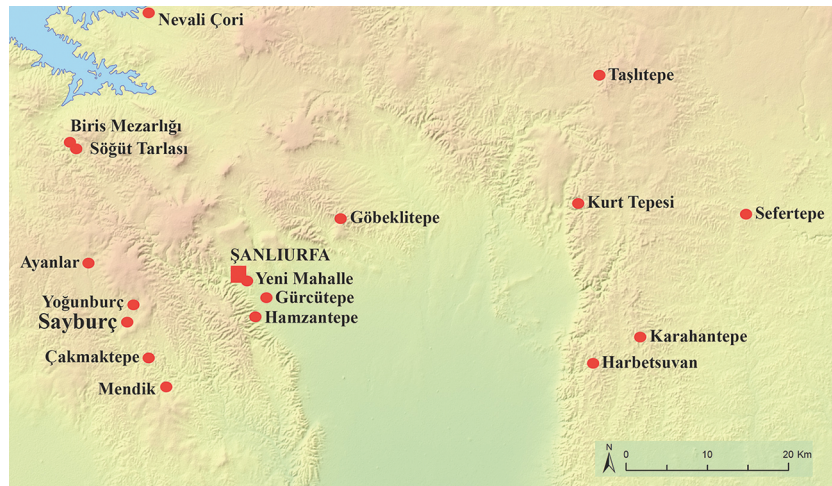 Nevali Çori
Taşlıtepe
Biris Mezarlığı
Söğüt Tarlası
Kurt Tepesi
Sefertepe
Göbeklitepe
ŞANLIURFA
Ayanlar
Yeni Mahalle
Gürcütepe
Yoğunburç
Hamzantepe
Sayburç
Karahantepe
Çakmaktepe
Harbetsuvan
Mendik
N
0 10 20 Km